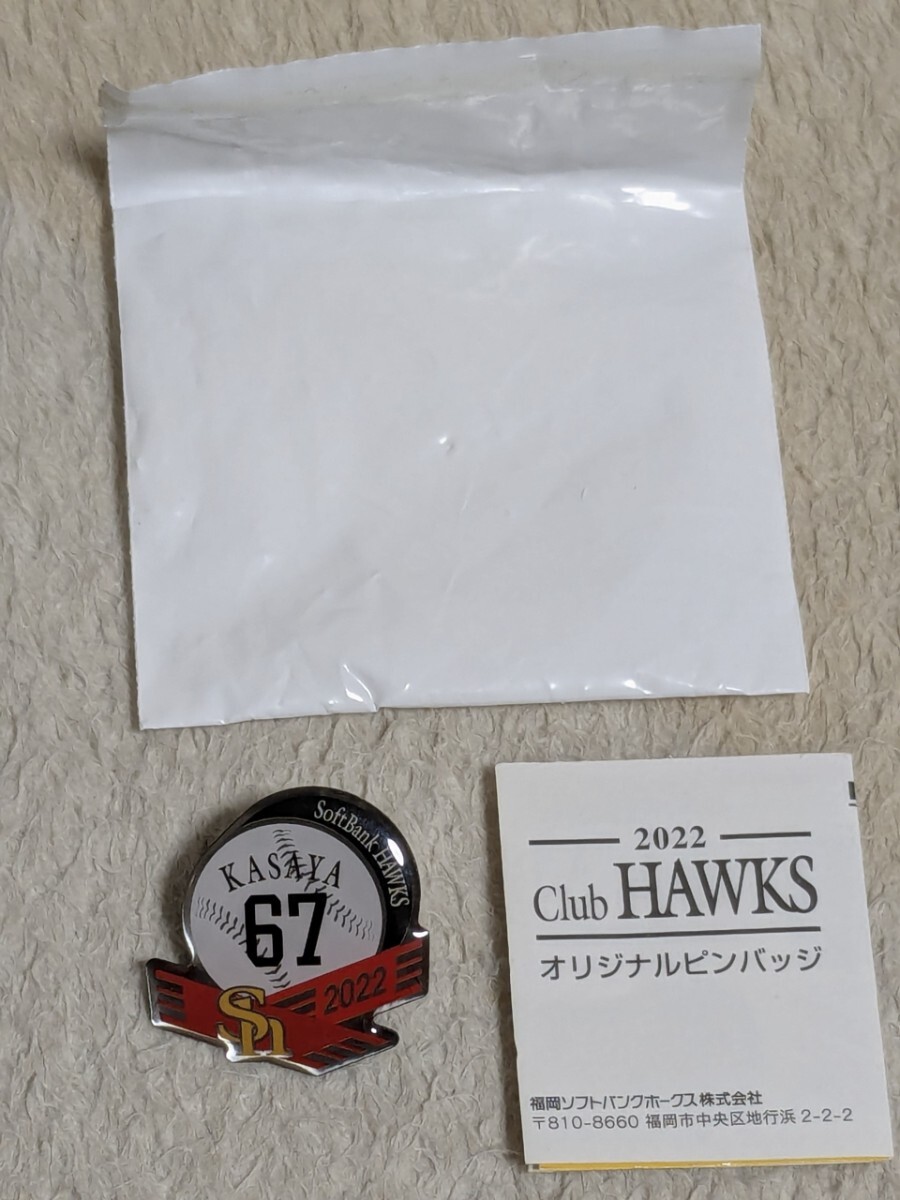 SoftBank HAWKS
KASAYA
67
2022
Sh
2022
Club HAWKS
オリジナルピンバッジ
福岡ソフトバンクホークス株式会社
〒810-8660 福岡市中央区地行浜 2-2-2